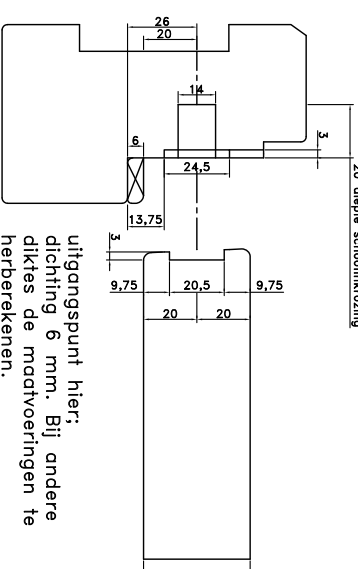 26
20
14
3
diepte
6
24,5
13,75
3
9,75 20,5 9,75
20 20
uitgangspunt hier;
dichting 6 mm. Bij andere
diktes de maatvoeringen te
herberekenen.